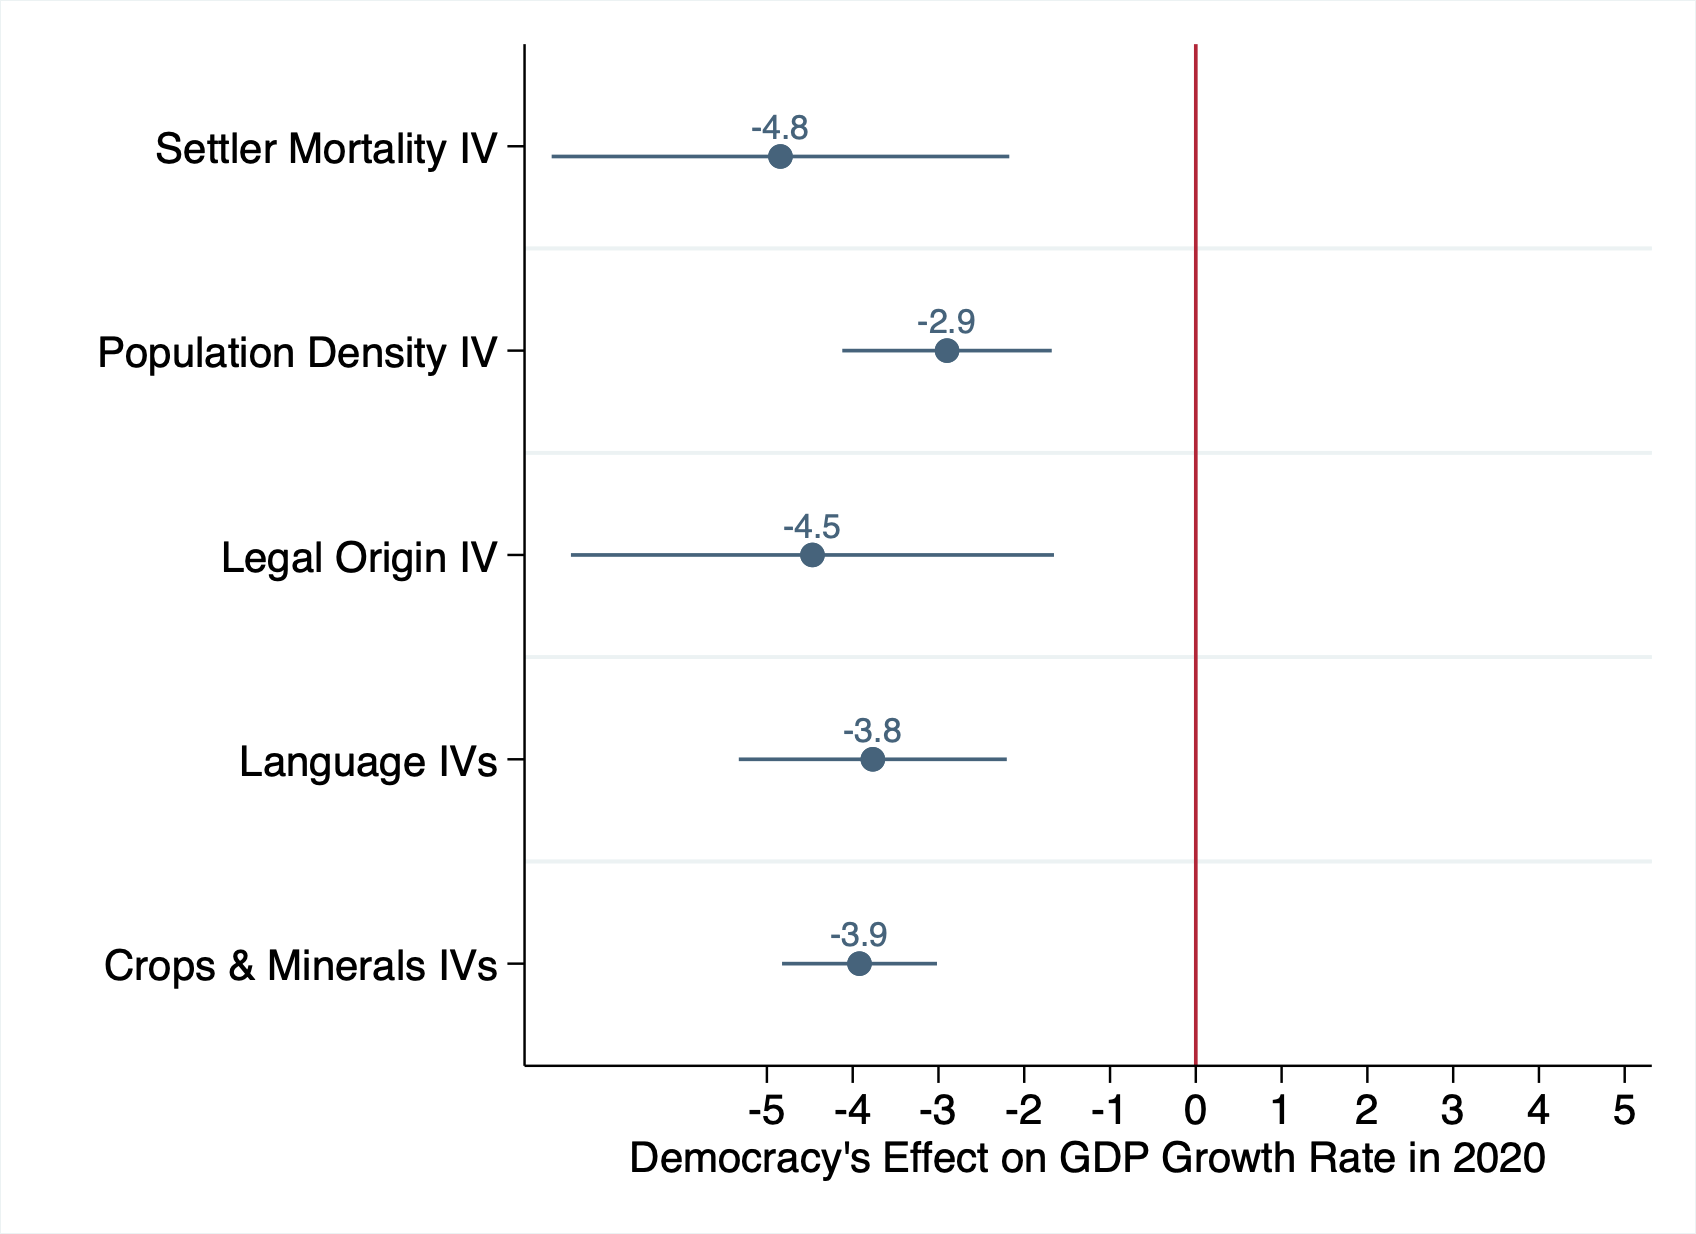 -4.8
Settler Mortality IV
-2.9
Population Density IV
-4.5
Legal Origin IV
-3.8
Language IVs
-3.9
Crops & Minerals IVs
-5 -4 -3 -2 -1 0 1 2 3 4 5
Democracy's Effect on GDP Growth Rate in 2020